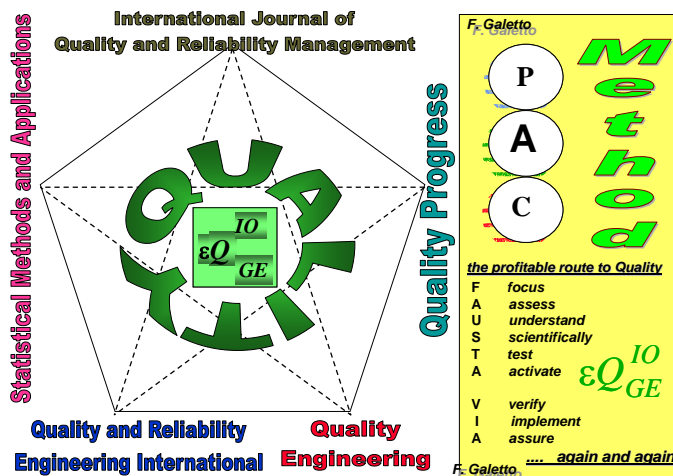 International Journal of
Quality and Reliability Management
Statistical Methods and Applications
Quality Progress
QUALITY
εQ IO GE
Quality and Reliability
Engineering International
Quality
Engineering
F. Galetto
F. Galetto
P
A
C
Method
the profitable route to Quality
F focus
A assess
U understand
S scientifically
T test
A activate
εQ IO GE
V verify
I implement
A assure
.... again and again
F. Galetto